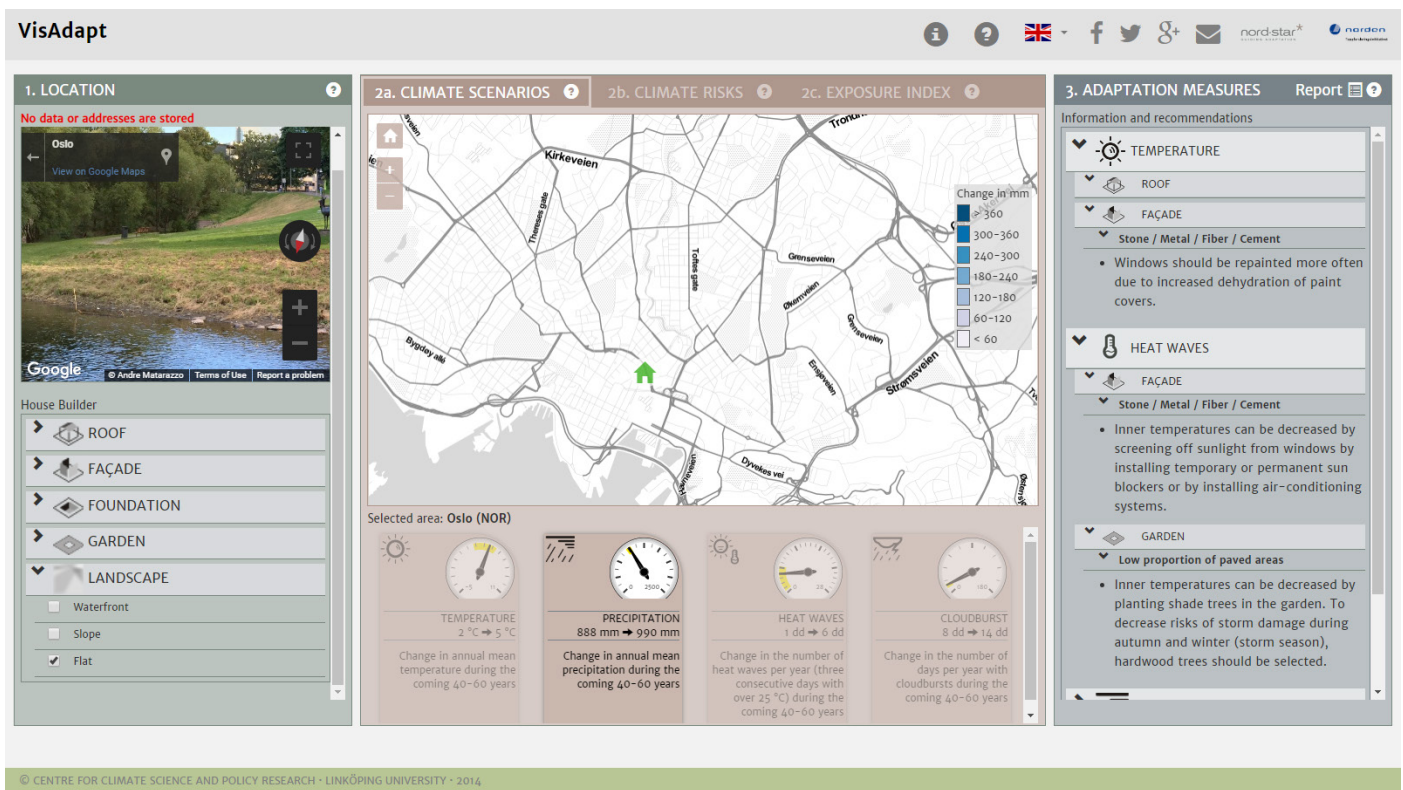 VisAdapt
nord-star*
norden
1. LOCATION
No data or addresses are stored
Oslo
View on Google Maps
Google
© Andre Matarazzo
Terms of Use
Report a problem
House Builder
ROOF
FAÇADE
FOUNDATION
GARDEN
LANDSCAPE
Waterfront
Slope
Flat
2a. CLIMATE SCENARIOS
2b. CLIMATE RISKS
2c. EXPOSURE INDEX
Kirkeveien
Thereses gate
Toftes gate
Grenseveien
Økernveien
Grenseveien
Bygdøy allé
Ensjøveien
Strømsveien
Dyvekes vei
Havneveien
Change in mm
> 360
300-360
240-300
180-240
120-180
60-120
< 60
Selected area: Oslo (NOR)
TEMPERATURE
2 °C ➔ 5 °C
Change in annual mean
temperature during the
coming 40-60 years
0 2500
PRECIPITATION
888 mm ➔ 990 mm
Change in annual mean
precipitation during the
coming 40-60 years
HEAT WAVES
1 dd ➔ 6 dd
Change in the number of
heat waves per year (three
consecutive days with
over 25 °C) during the
coming 40-60 years
CLOUDBURST
8 dd ➔ 14 dd
Change in the number of
days per year with
cloudbursts during the
coming 40-60 years
3. ADAPTATION MEASURES
Report
Information and recommendations
TEMPERATURE
ROOF
FAÇADE
Stone / Metal / Fiber / Cement
• Windows should be repainted more often
due to increased dehydration of paint
covers.
HEAT WAVES
FAÇADE
Stone / Metal / Fiber / Cement
• Inner temperatures can be decreased by
screening off sunlight from windows by
installing temporary or permanent sun
blockers or by installing air-conditioning
systems.
GARDEN
Low proportion of paved areas
• Inner temperatures can be decreased by
planting shade trees in the garden. To
decrease risks of storm damage during
autumn and winter (storm season),
hardwood trees should be selected.
© CENTRE FOR CLIMATE SCIENCE AND POLICY RESEARCH · LINKÖPING UNIVERSITY · 2014